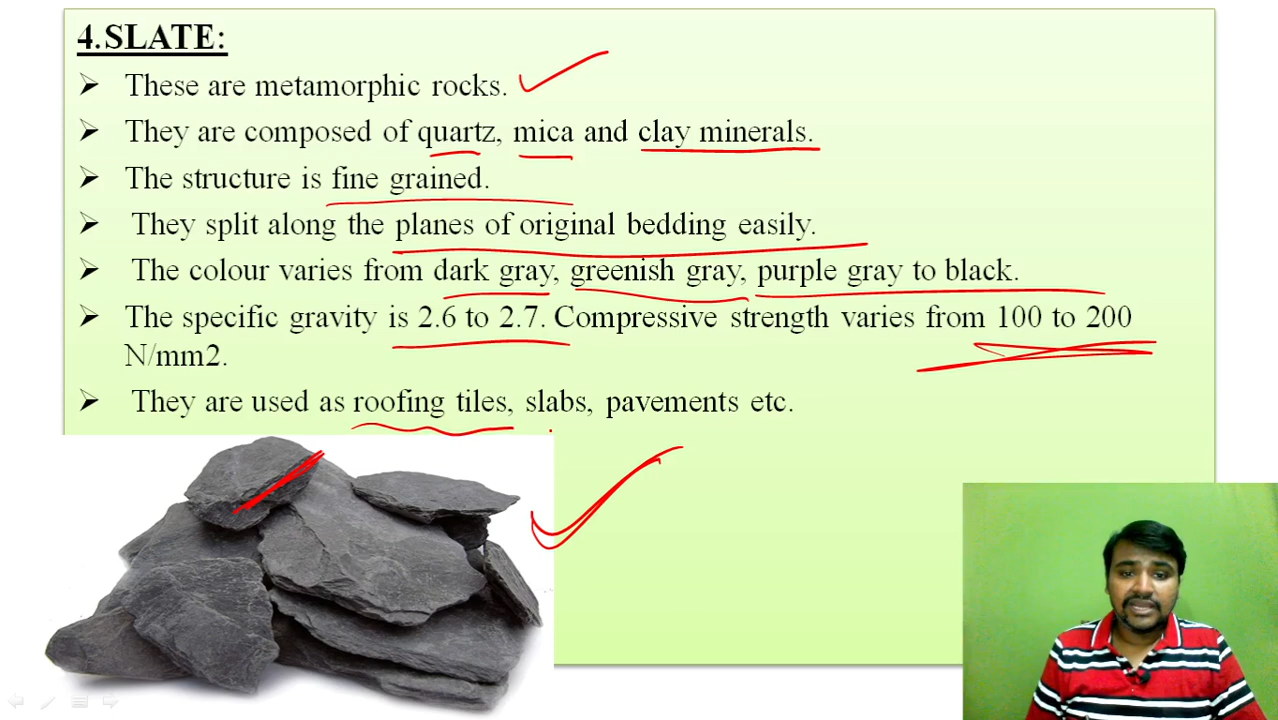 4.SLATE:
➢ These are metamorphic rocks.
➢ They are composed of quartz, mica and clay minerals.
➢ The structure is fine grained.
➢ They split along the planes of original bedding easily.
➢ The colour varies from dark gray, greenish gray, purple gray to black.
➢ The specific gravity is 2.6 to 2.7. Compressive strength varies from 100 to 200
N/mm2.
➢ They are used as roofing tiles, slabs, pavements etc.